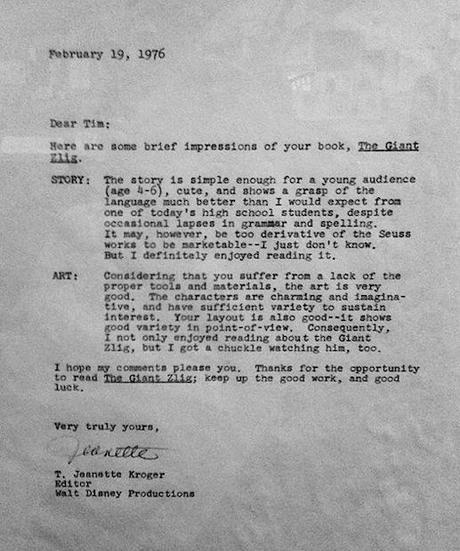 February 19, 1976
Dear Tim:
Here are some brief impressions of your book, The Giant
Zlig.
STORY: The story is simple enough for a young audience
(age 4-6), cute, and shows a grasp of the
language much better than I would expect from
one of today's high school students, despite
occasional lapses in grammar and spelling.
It may, however, be too derivative of the Seuss
works to be marketable--I just don't know.
But I definitely enjoyed reading it.
ART: Considering that you suffer from a lack of the
proper tools and materials, the art is very
good. The characters are charming and imagina-
tive, and have sufficient variety to sustain
interest. Your layout is also good--it shows
good variety in point-of-view. Consequently,
I not only enjoyed reading about the Giant
Zlig, but I got a chuckle watching him, too.
I hope my comments please you. Thanks for the opportunity
to read The Giant Zlig; keep up the good work, and good
luck.
Very truly yours,
Jeanette
T. Jeanette Kroger
Editor
Walt Disney Productions